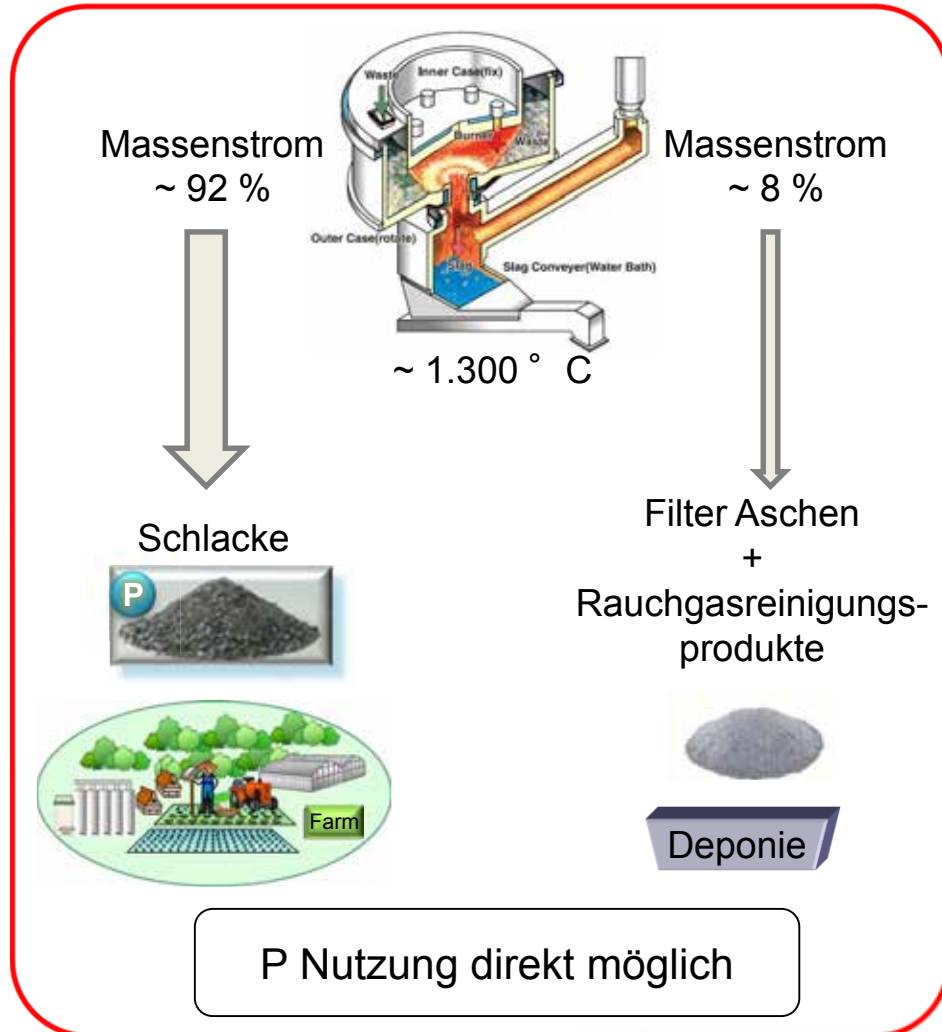 Waste
Inner Case(fix)
Burner
Waste
Massenstrom
~ 92 %
Massenstrom
~ 8 %
Outer Case(rotate)
Slag
Slag Conveyer(Water Bath)
~ 1.300 ° C
Schlacke
P
Farm
Filter Aschen
+
Rauchgasreinigungs-
produkte
Deponie
P Nutzung direkt möglich